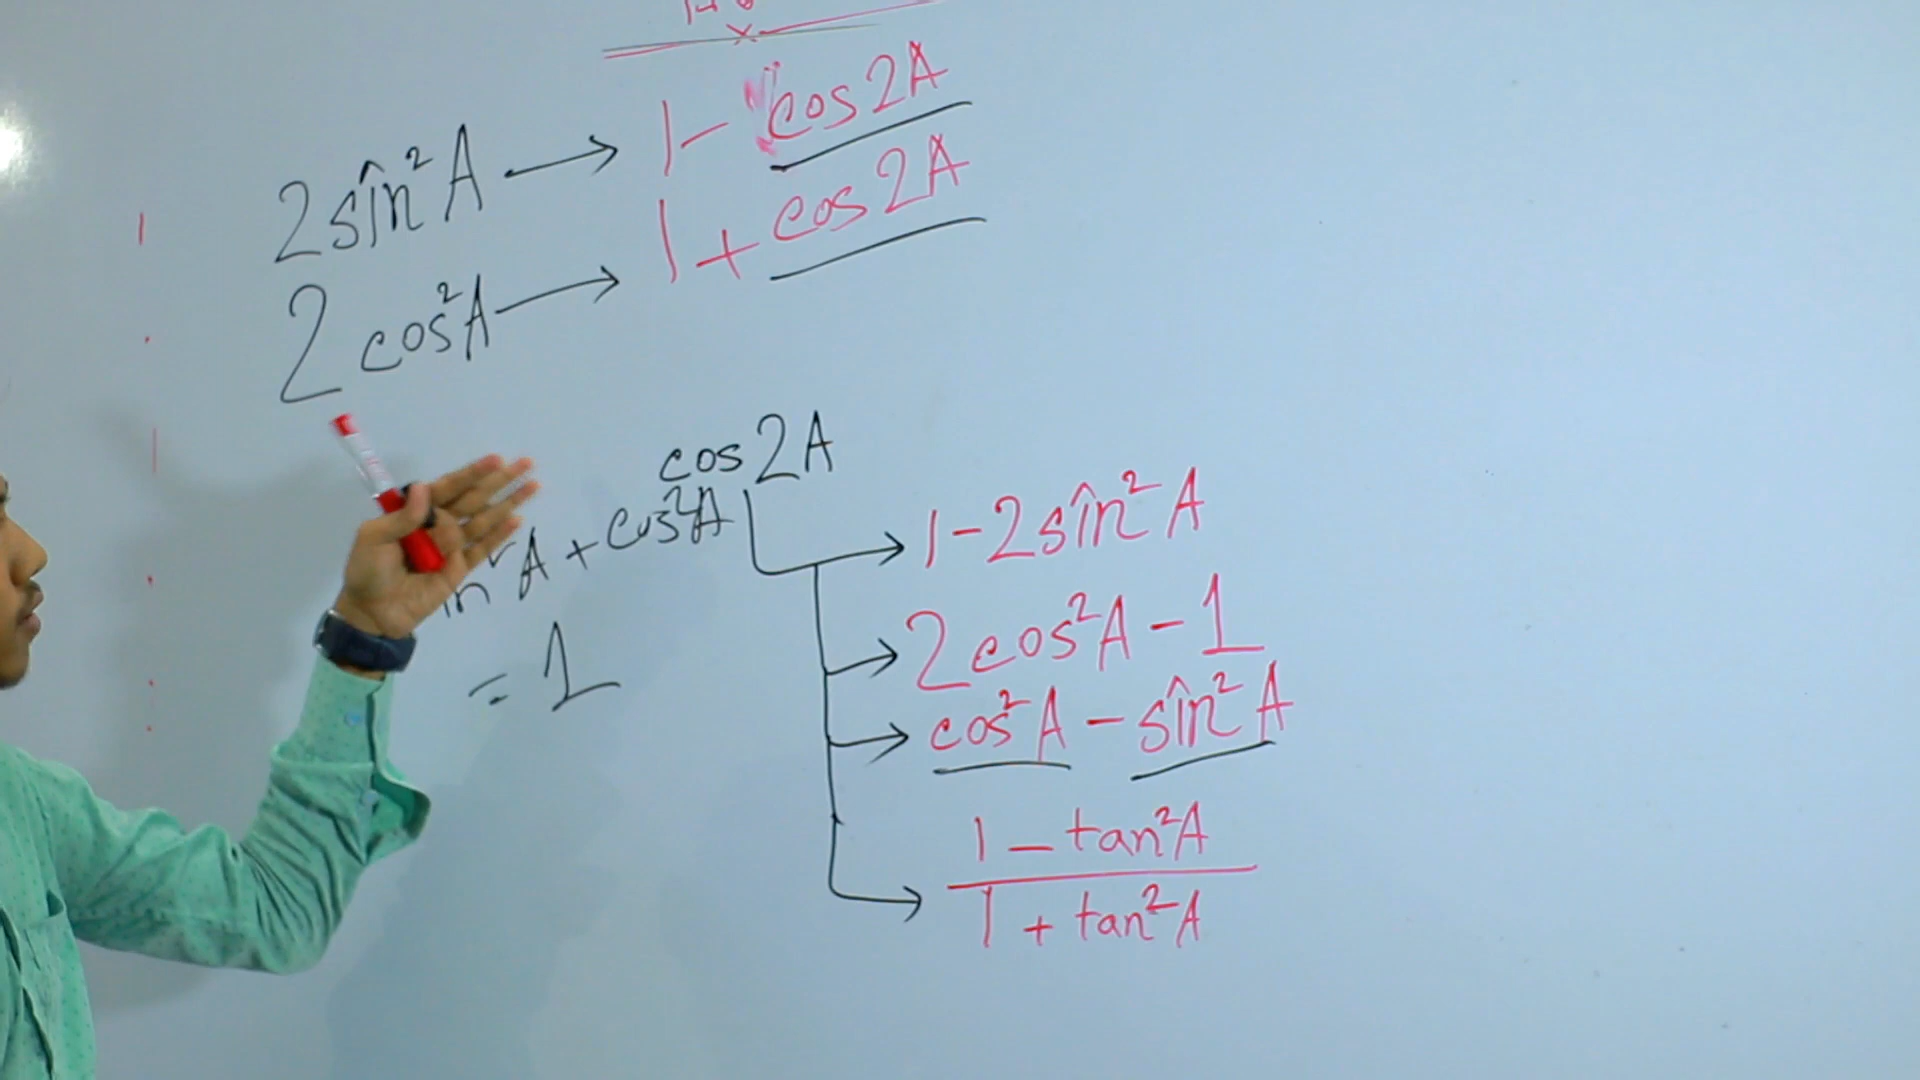 2sin²A → 1 - cos2A
2cos²A → 1 + cos2A
cos2A
n²A + cos²A
= 1
→ 1 - 2sin²A
→ 2cos²A - 1
→ cos²A - sin²A
→ 1 - tan²A
1 + tan²A